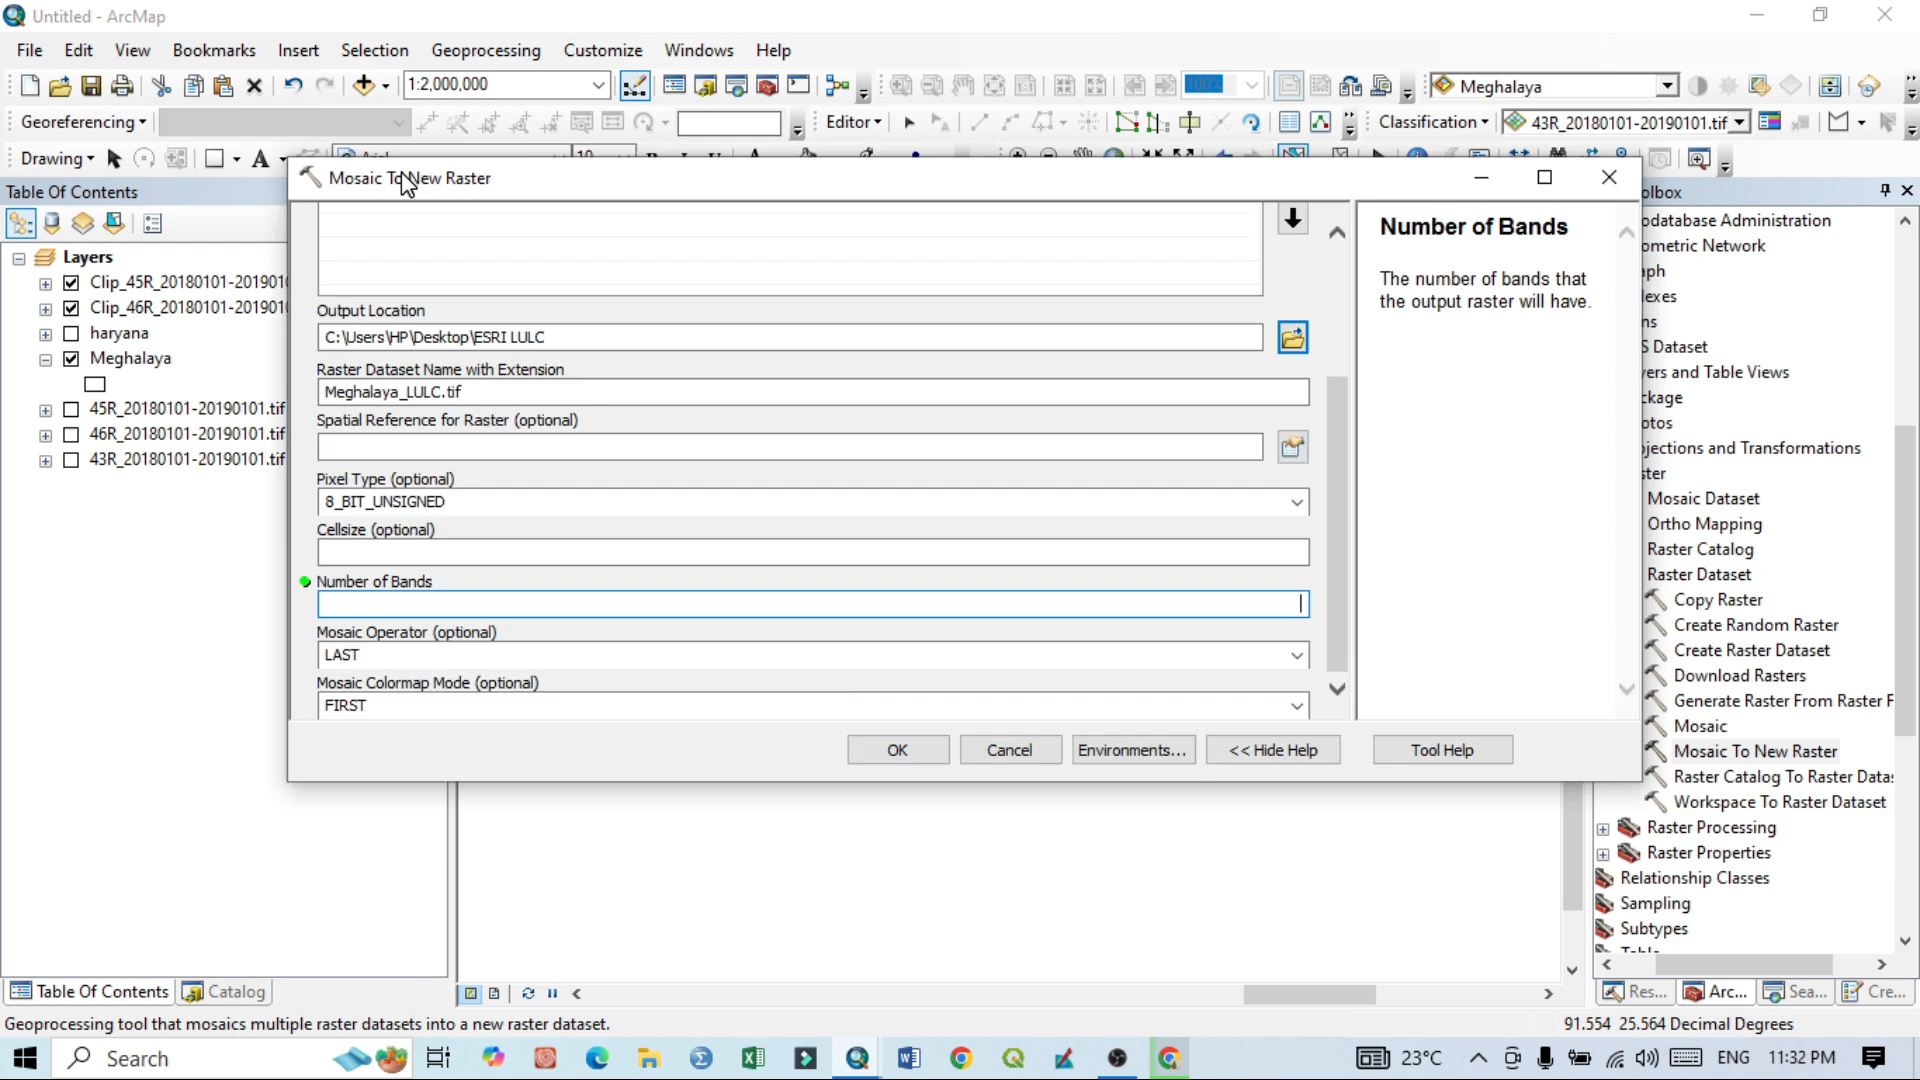 Untitled - ArcMap
File Edit View Bookmarks Insert Selection Geoprocessing Customize Windows Help
1:2,000,000 100% Meghalaya
Georeferencing Editor Classification 43R_20180101-20190101.tif
Drawing A
Table Of Contents
Layers
Clip_45R_20180101-201901
Clip_46R_20180101-201901
haryana
Meghalaya
45R_20180101-20190101.tif
46R_20180101-20190101.tif
43R_20180101-20190101.tif
Mosaic To New Raster
Output Location
C:\Users\HP\Desktop\ESRI LULC
Raster Dataset Name with Extension
Meghalaya_LULC.tif
Spatial Reference for Raster (optional)
Pixel Type (optional)
8_BIT_UNSIGNED
Cellsize (optional)
Number of Bands
Mosaic Operator (optional)
LAST
Mosaic Colormap Mode (optional)
FIRST
OK Cancel Environments... << Hide Help Tool Help
Number of Bands
The number of bands that
the output raster will have.
olbox
odatabase Administration
ometric Network
ph
lexes
ns
S Dataset
yers and Table Views
ckage
otos
jections and Transformations
ster
Mosaic Dataset
Ortho Mapping
Raster Catalog
Raster Dataset
Copy Raster
Create Random Raster
Create Raster Dataset
Download Rasters
Generate Raster From Raster F
Mosaic
Mosaic To New Raster
Raster Catalog To Raster Data
Workspace To Raster Dataset
Raster Processing
Raster Properties
Relationship Classes
Sampling
Subtypes
Table Of Contents Catalog
Res... Arc... Sea... Cre...
Geoprocessing tool that mosaics multiple raster datasets into a new raster dataset.
91.554 25.564 Decimal Degrees
Search
23°C ENG 11:32 PM